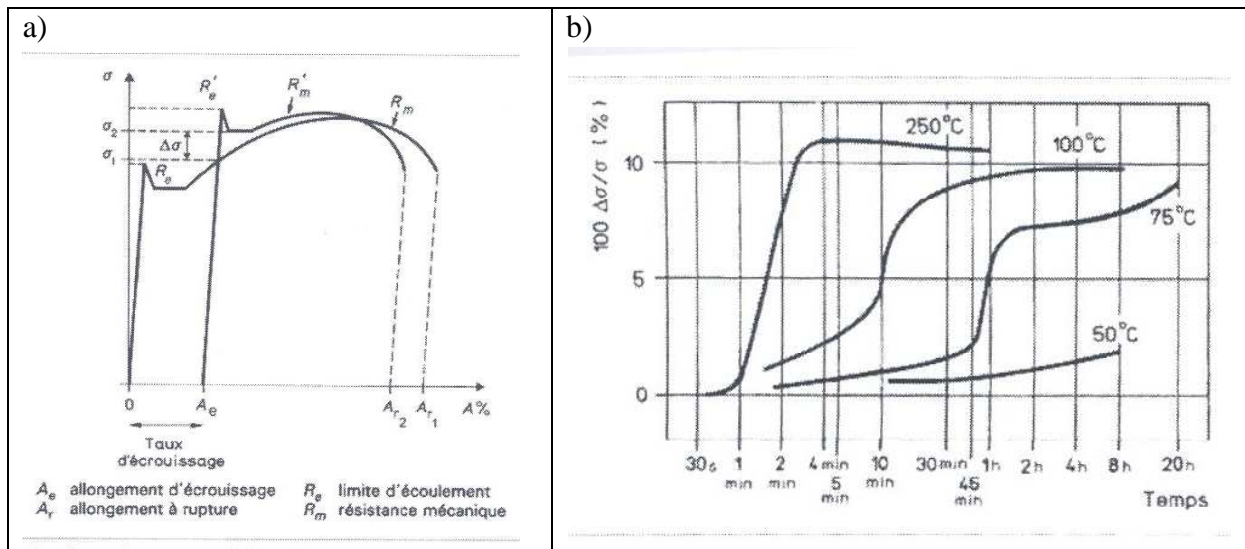 a)
σ
R'e
R'm
Rm
σ2
Δσ
σ1
Re
0
Ae
Ar2
Ar1
A%
Taux
d'écrouissage
Ae allongement d'écrouissage
Re limite d'écoulement
Ar allongement à rupture
Rm résistance mécanique
b)
100 Δσ/σ (%)
10
5
0
250°C
100°C
75°C
50°C
30s
1
min
2
min
4 min
5
min
10
min
30 min
45
min
1h
2h
4h
8h
20h
Temps